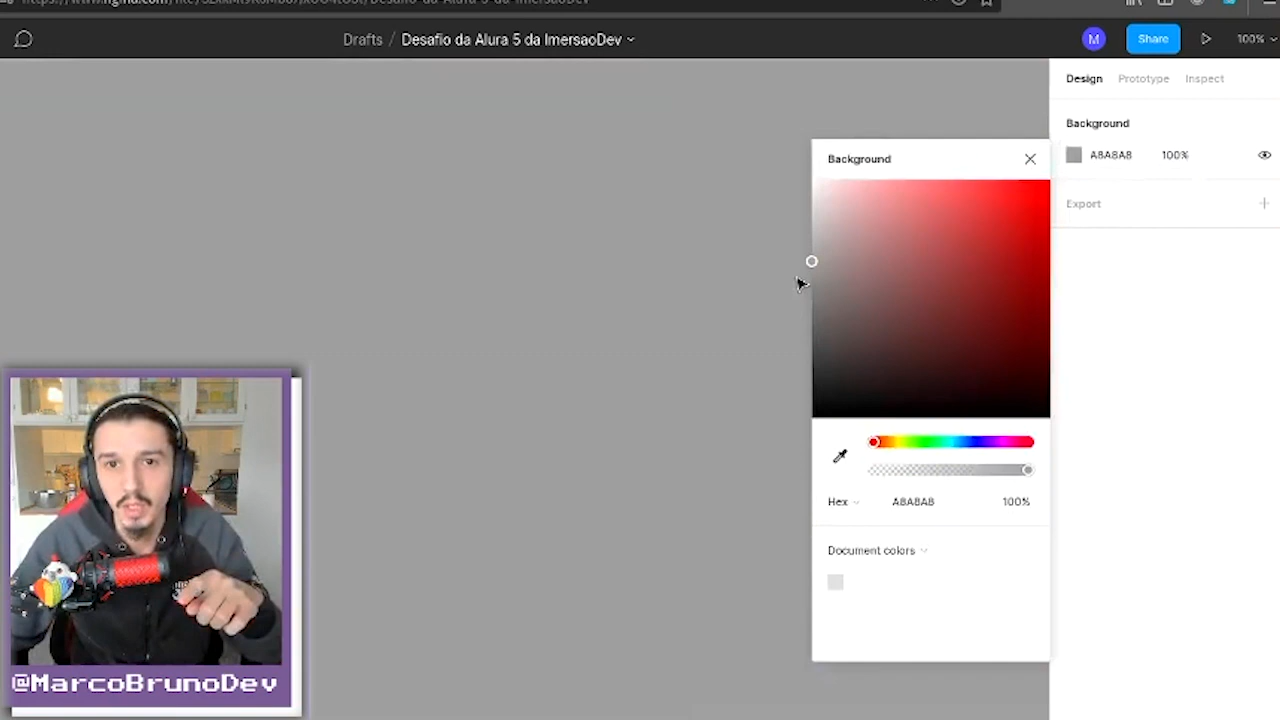 Drafts / Desafio da Alura 5 da ImersaoDev
M
Share
100%
Design
Prototype
Inspect
Background
A8A8A8
100%
Export
Background
Hex
A8A8A8
100%
Document colors
@MarcoBrunoDev